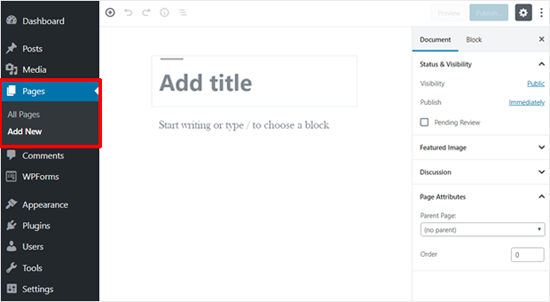 Dashboard
Posts
Media
Pages
All Pages
Add New
Comments
WPForms
Appearance
Plugins
Users
Tools
Settings
Preview
Publish...
Add title
Start writing or type / to choose a block
Document Block
Status & Visibility
Visibility Public
Publish Immediately
Pending Review
Featured Image
Discussion
Page Attributes
Parent Page:
(no parent)
Order 0